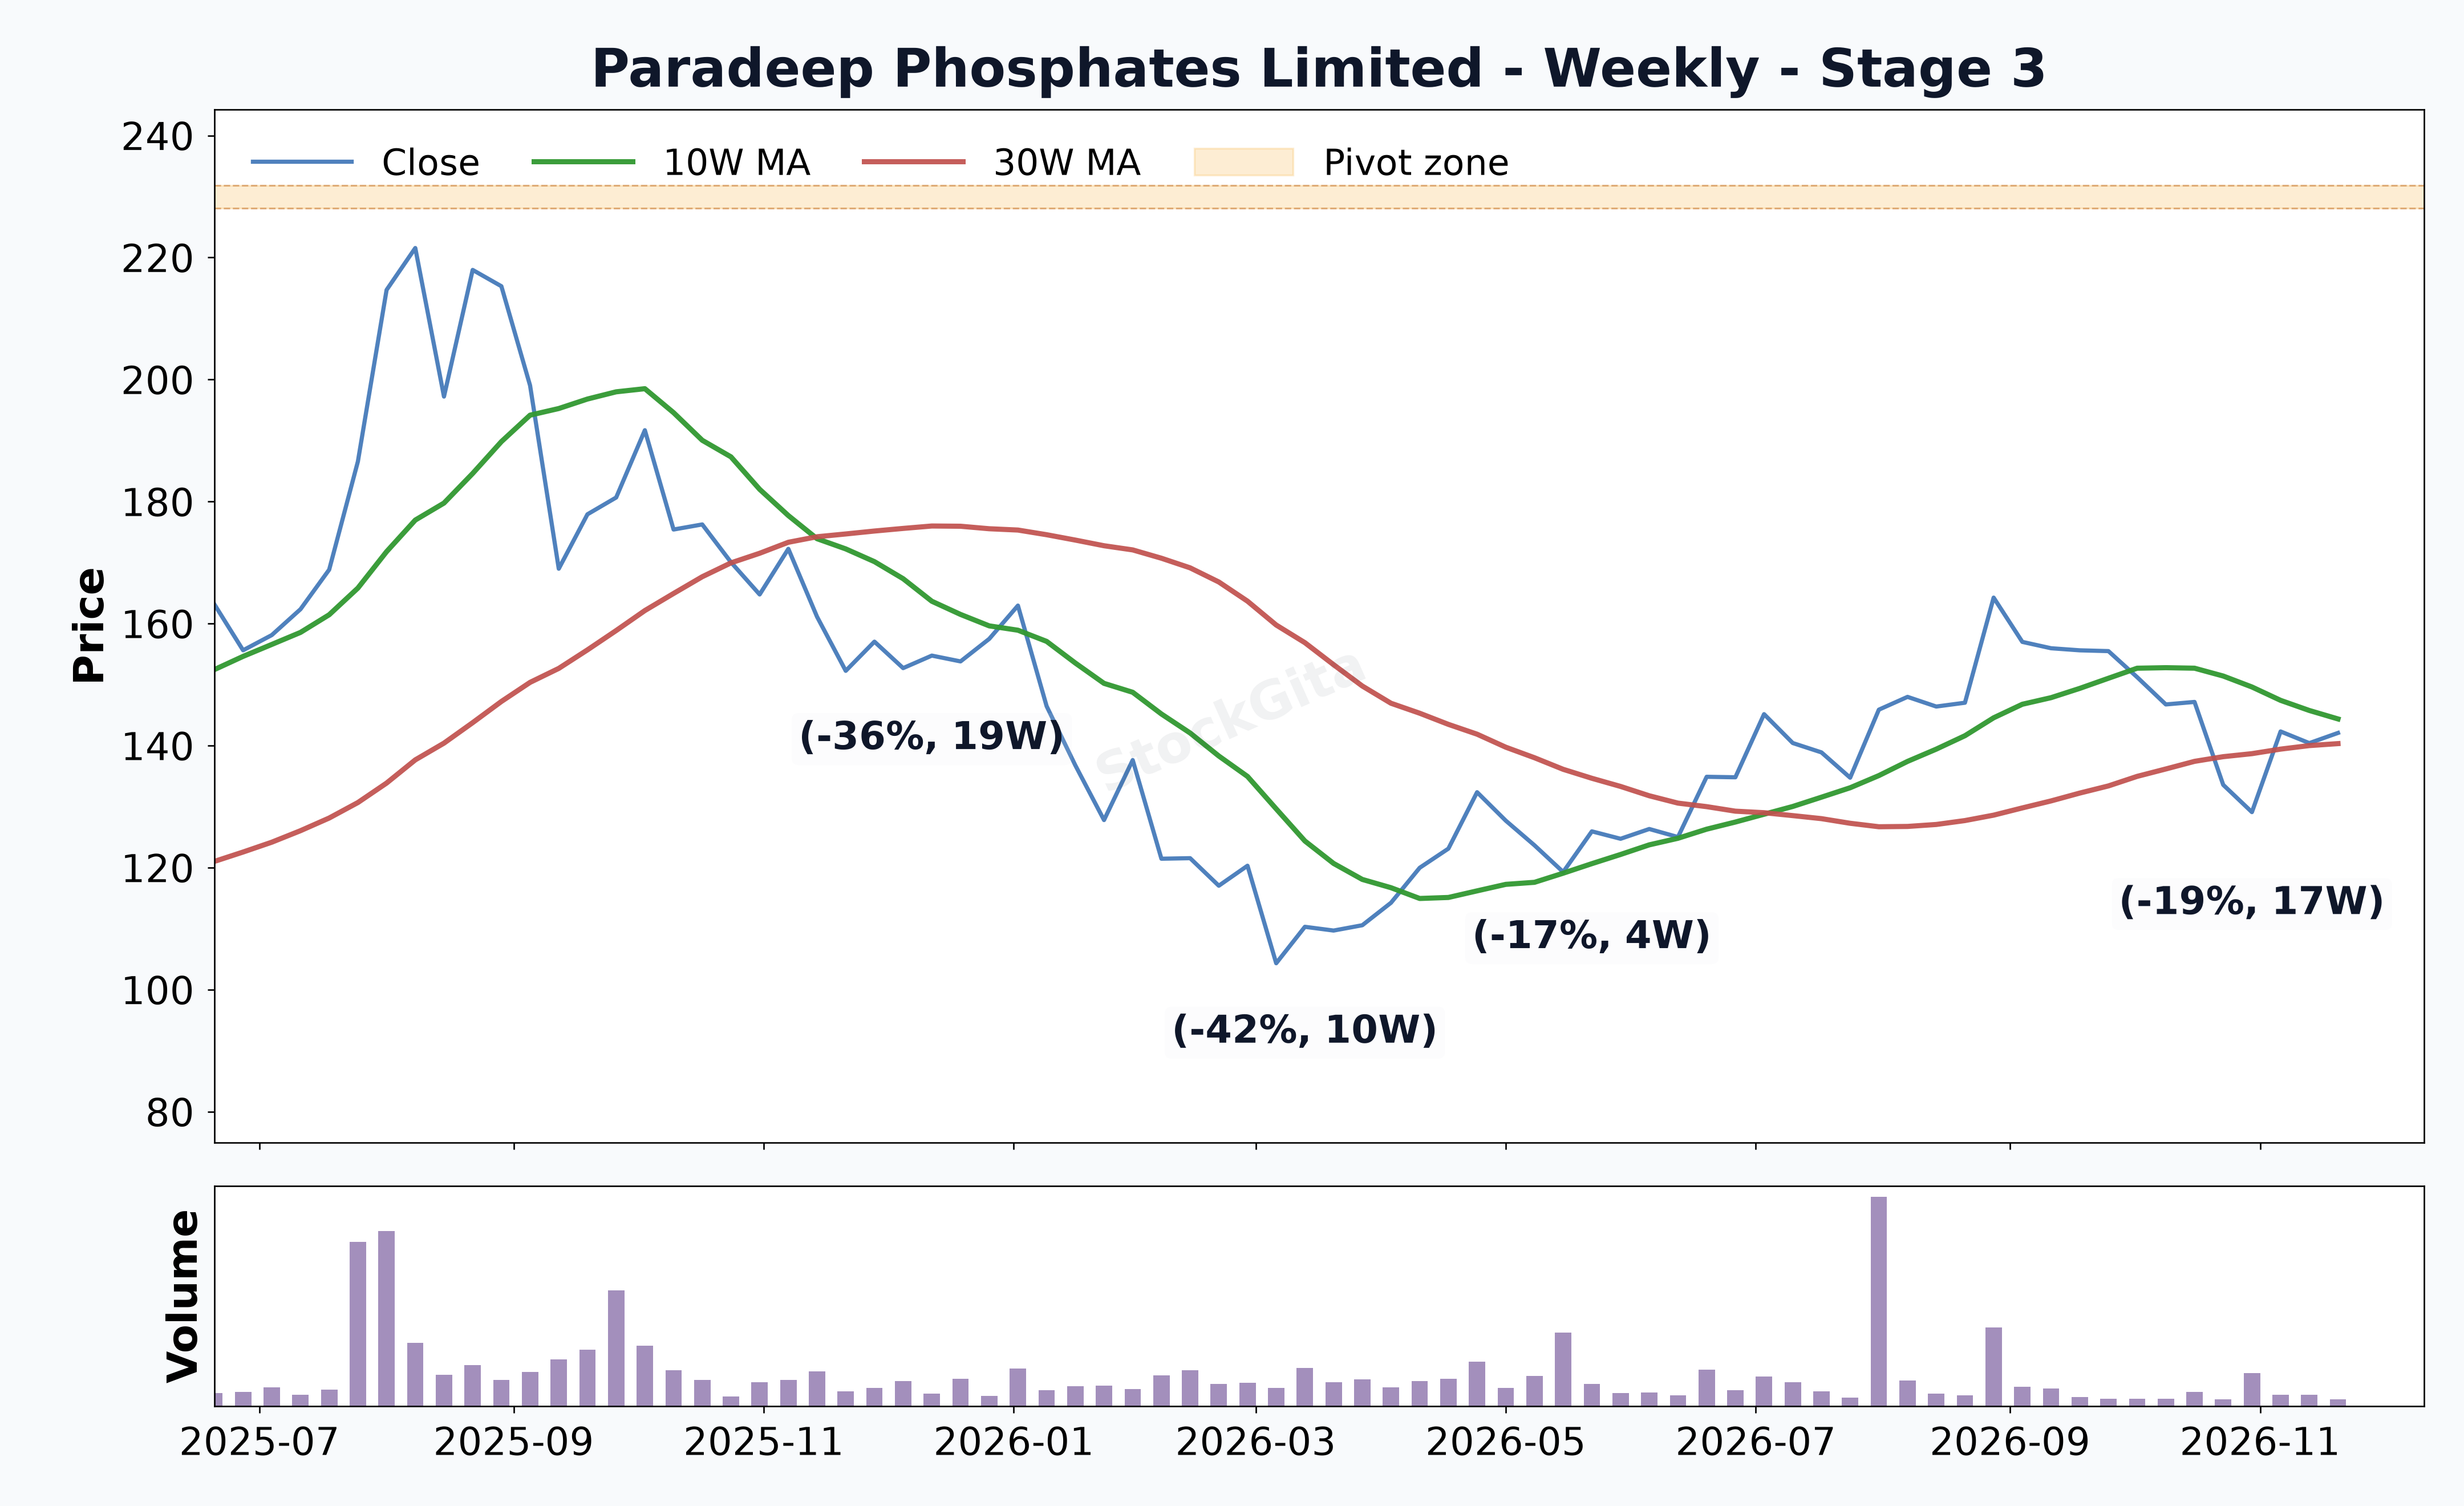 Paradeep Phosphates Limited - Weekly - Stage 3
Close 10W MA 30W MA Pivot zone
240
220
200
180
160
140
120
100
80
Price
StockGita
(-36%, 19W)
(-42%, 10W)
(-17%, 4W)
(-19%, 17W)
Volume
2025-07 2025-09 2025-11 2026-01 2026-03 2026-05 2026-07 2026-09 2026-11